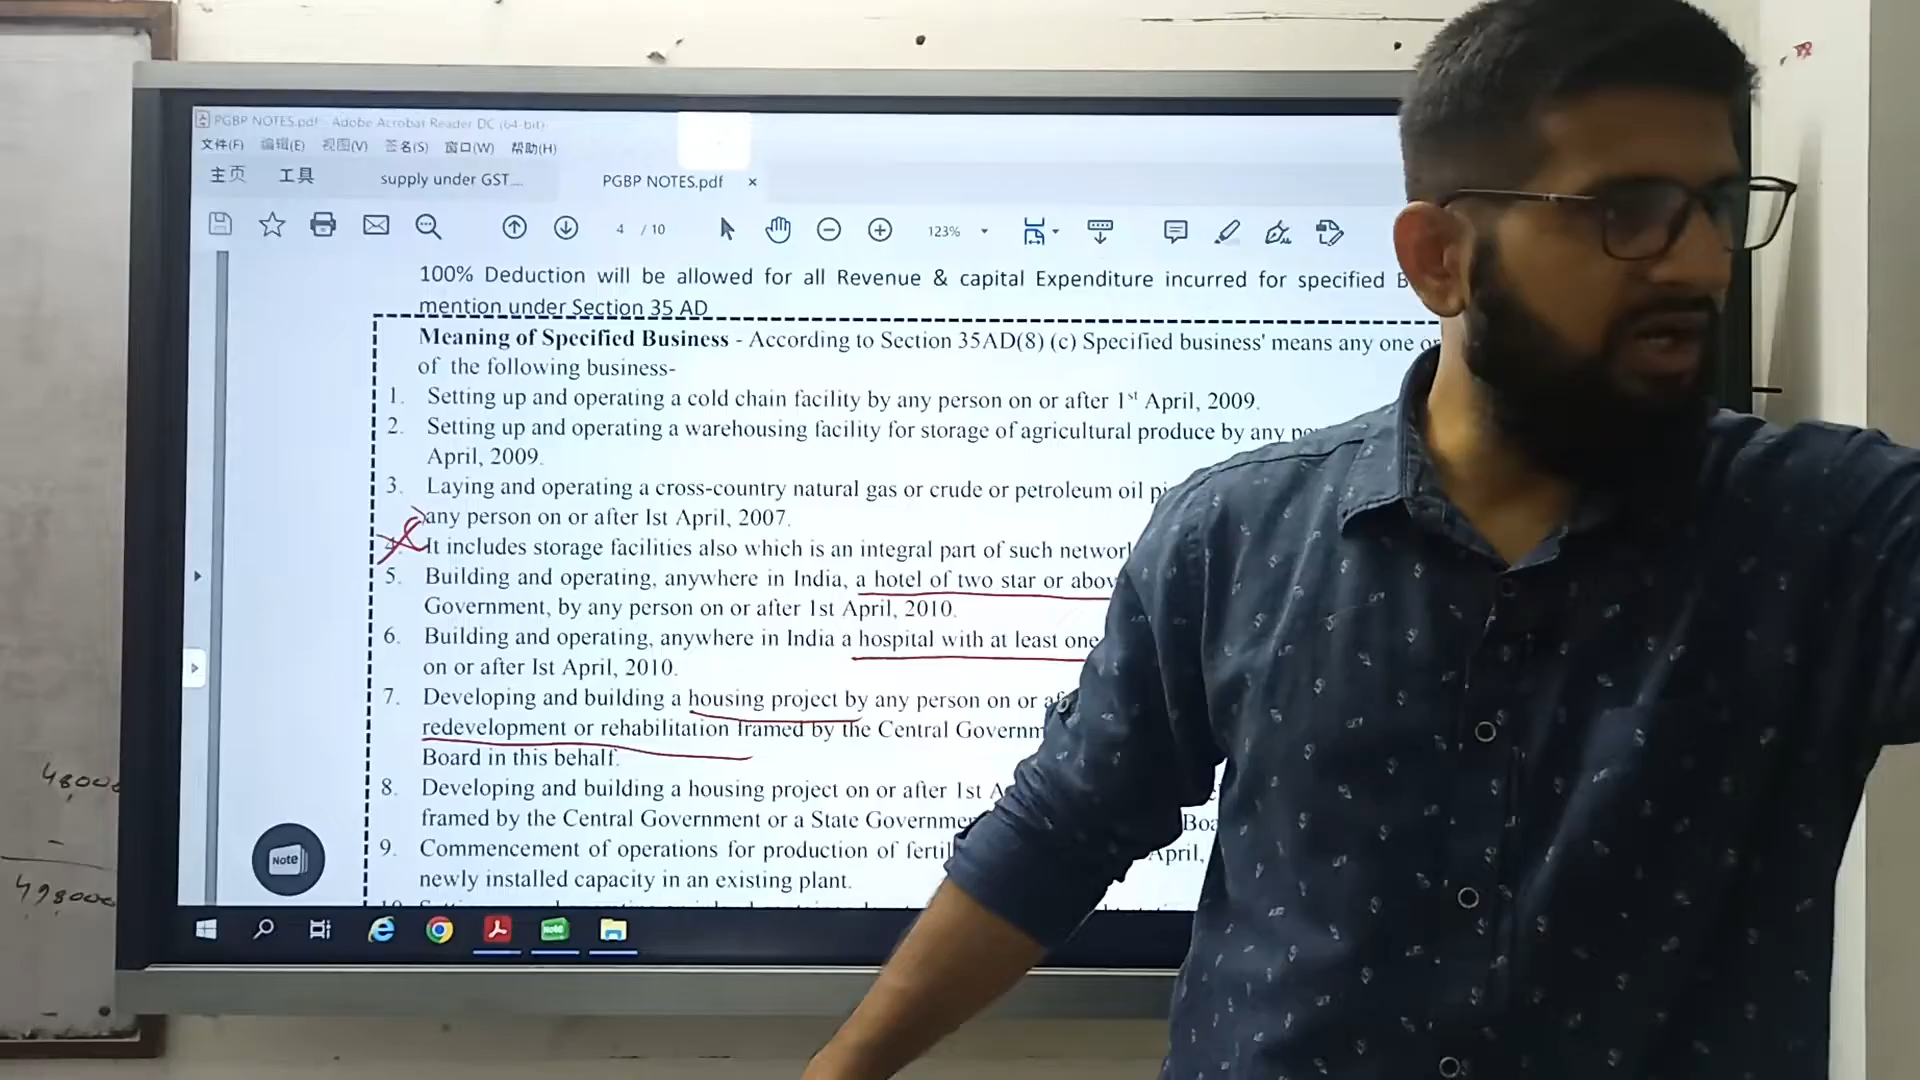 PGBP NOTES.pdf - Adobe Acrobat Reader DC (64-bit)
文件(F) 编辑(E) 视图(V) 签名(S) 窗口(W) 帮助(H)
主页 工具 supply under GST... PGBP NOTES.pdf ×
4 / 10 123%
100% Deduction will be allowed for all Revenue & capital Expenditure incurred for specified B
mention under Section 35 AD
Meaning of Specified Business - According to Section 35AD(8) (c) Specified business' means any one or
of the following business-
1. Setting up and operating a cold chain facility by any person on or after 1st April, 2009.
2. Setting up and operating a warehousing facility for storage of agricultural produce by any
April, 2009.
3. Laying and operating a cross-country natural gas or crude or petroleum oil
any person on or after Ist April, 2007.
4. It includes storage facilities also which is an integral part of such
5. Building and operating, anywhere in India, a hotel of two star or
Government, by any person on or after 1st April, 2010.
6. Building and operating, anywhere in India a hospital with at least one
on or after Ist April, 2010.
7. Developing and building a housing project by any person on or
redevelopment or rehabilitation framed by the Central
Board in this behalf.
8. Developing and building a housing project on or after 1st
framed by the Central Government or a State
9. Commencement of operations for production of April,
newly installed capacity in an existing plant.
Note
Note
48000
498000